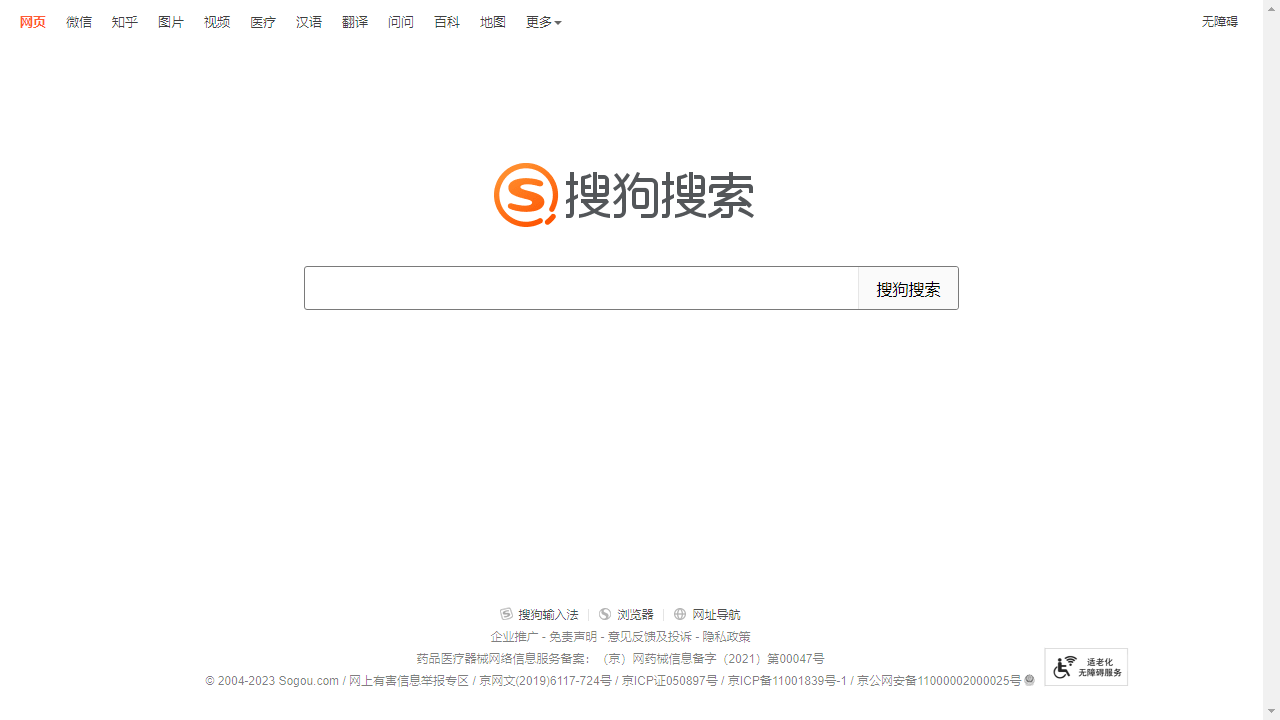 网页 微信 知乎 图片 视频 医疗 汉语 翻译 问问 百科 地图 更多 无障碍
搜狗搜索
搜狗搜索
搜狗输入法 浏览器 网址导航
企业推广 - 免责声明 - 意见反馈及投诉 - 隐私政策
药品医疗器械网络信息服务备案：（京）网药械信息备字（2021）第00047号
© 2004-2023 Sogou.com / 网上有害信息举报专区 / 京网文(2019)6117-724号 / 京ICP证050897号 / 京ICP备11001839号-1 / 京公网安备11000002000025号
适老化
无障碍服务